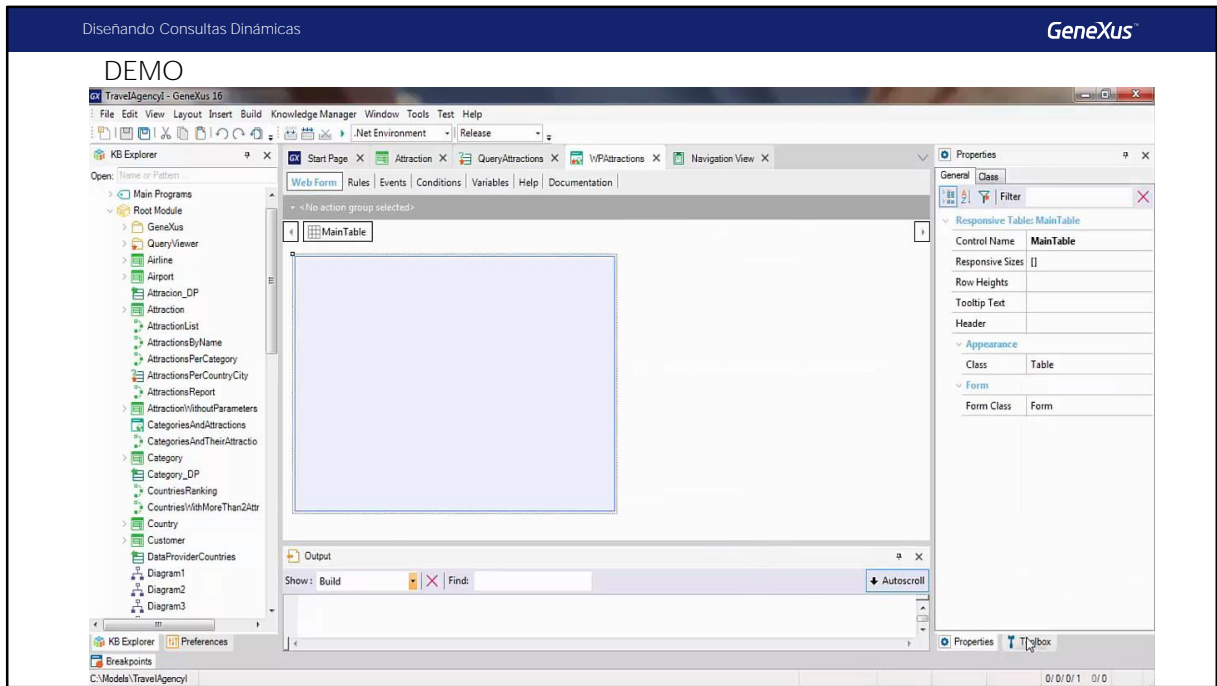 Diseñando Consultas Dinámicas
GeneXus™
DEMO
GX TravelAgencyI - GeneXus 16
File Edit View Layout Insert Build Knowledge Manager Window Tools Test Help
.Net Environment Release
KB Explorer
Open: Name or Pattern ...
Main Programs
Root Module
GeneXus
QueryViewer
Airline
Airport
Attracion_DP
Attraction
AttractionList
AttractionsByName
AttractionsPerCategory
AttractionsPerCountryCity
AttractionsReport
AttractionWithoutParameters
CategoriesAndAttractions
CategoriesAndTheirAttractio
Category
Category_DP
CountriesRanking
CountriesWithMoreThan2Attr
Country
Customer
DataProviderCountries
Diagram1
Diagram2
Diagram3
KB Explorer Preferences
Breakpoints
C:\Models\TravelAgencyI
GX Start Page Attraction QueryAttractions WPAttractions Navigation View
Web Form Rules Events Conditions Variables Help Documentation
<No action group selected>
MainTable
Output
Show: Build Find: Autoscroll
Properties
General Class
Filter
Responsive Table: MainTable
Control Name MainTable
Responsive Sizes []
Row Heights
Tooltip Text
Header
Appearance
Class Table
Form
Form Class Form
Properties Toolbox
0/0/0/1 0/0